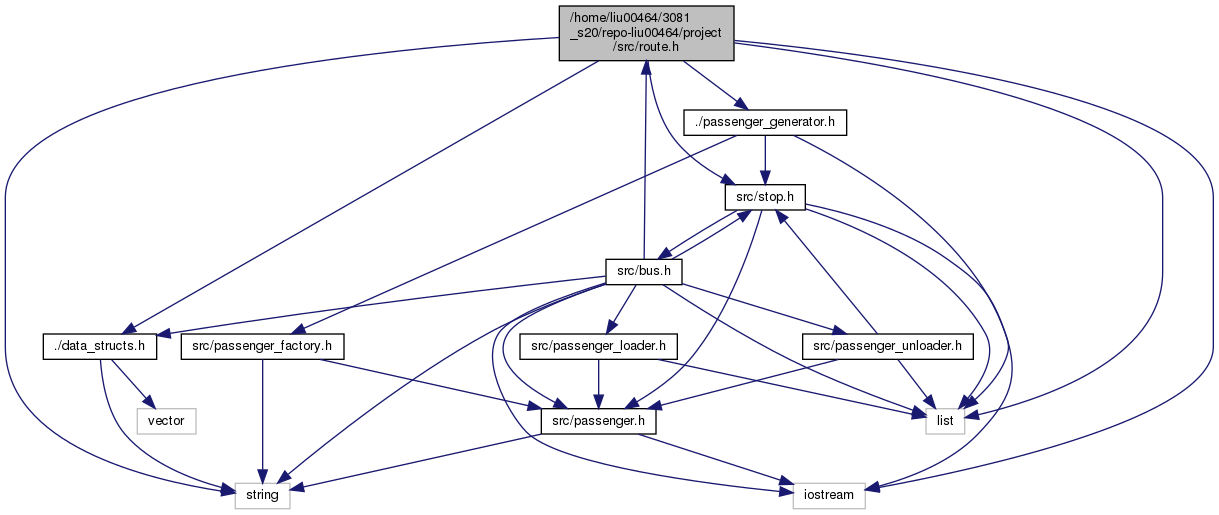 /home/liu00464/3081
_s20/repo-liu00464/project
/src/route.h
./passenger_generator.h
src/stop.h
src/bus.h
./data_structs.h
src/passenger_factory.h
src/passenger_loader.h
src/passenger_unloader.h
vector
src/passenger.h
list
string
iostream